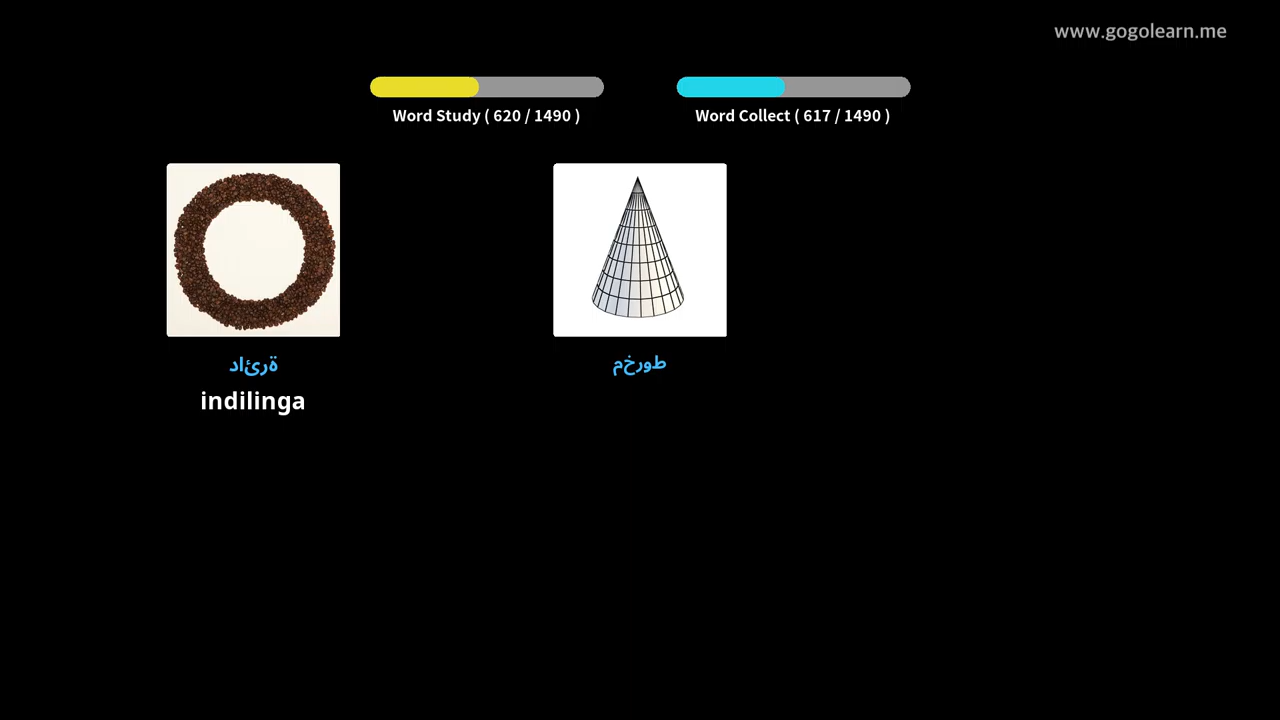 www.gogolearn.me
Word Study ( 620 / 1490 )
Word Collect ( 617 / 1490 )
دائرة
مخروط
indilinga